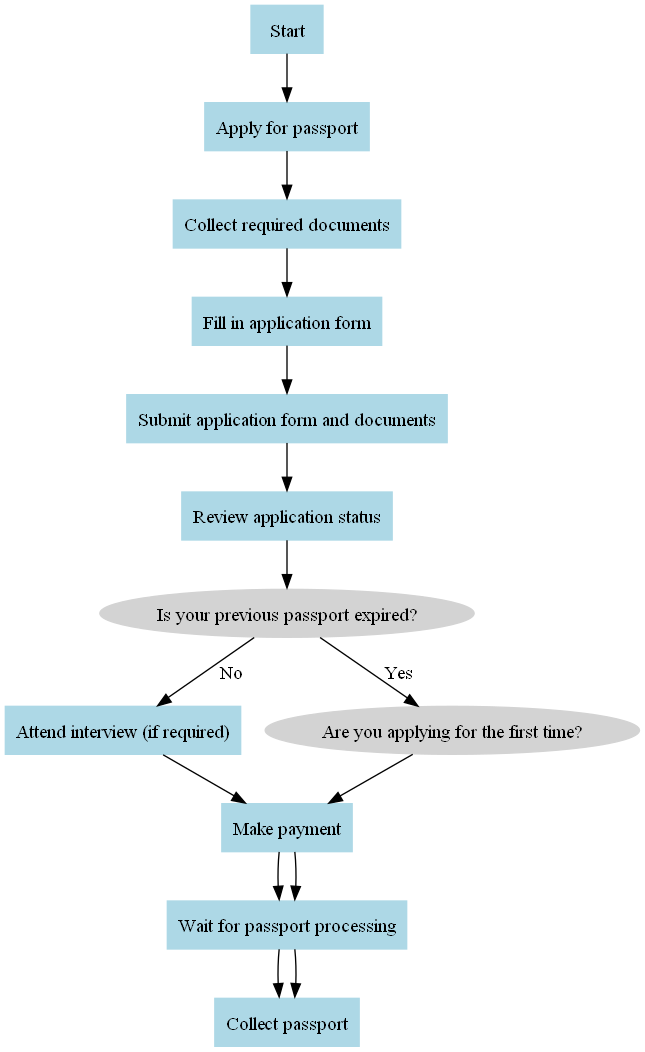 Start
Apply for passport
Collect required documents
Fill in application form
Submit application form and documents
Review application status
Is your previous passport expired?
No
Yes
Attend interview (if required)
Are you applying for the first time?
Make payment
Wait for passport processing
Collect passport